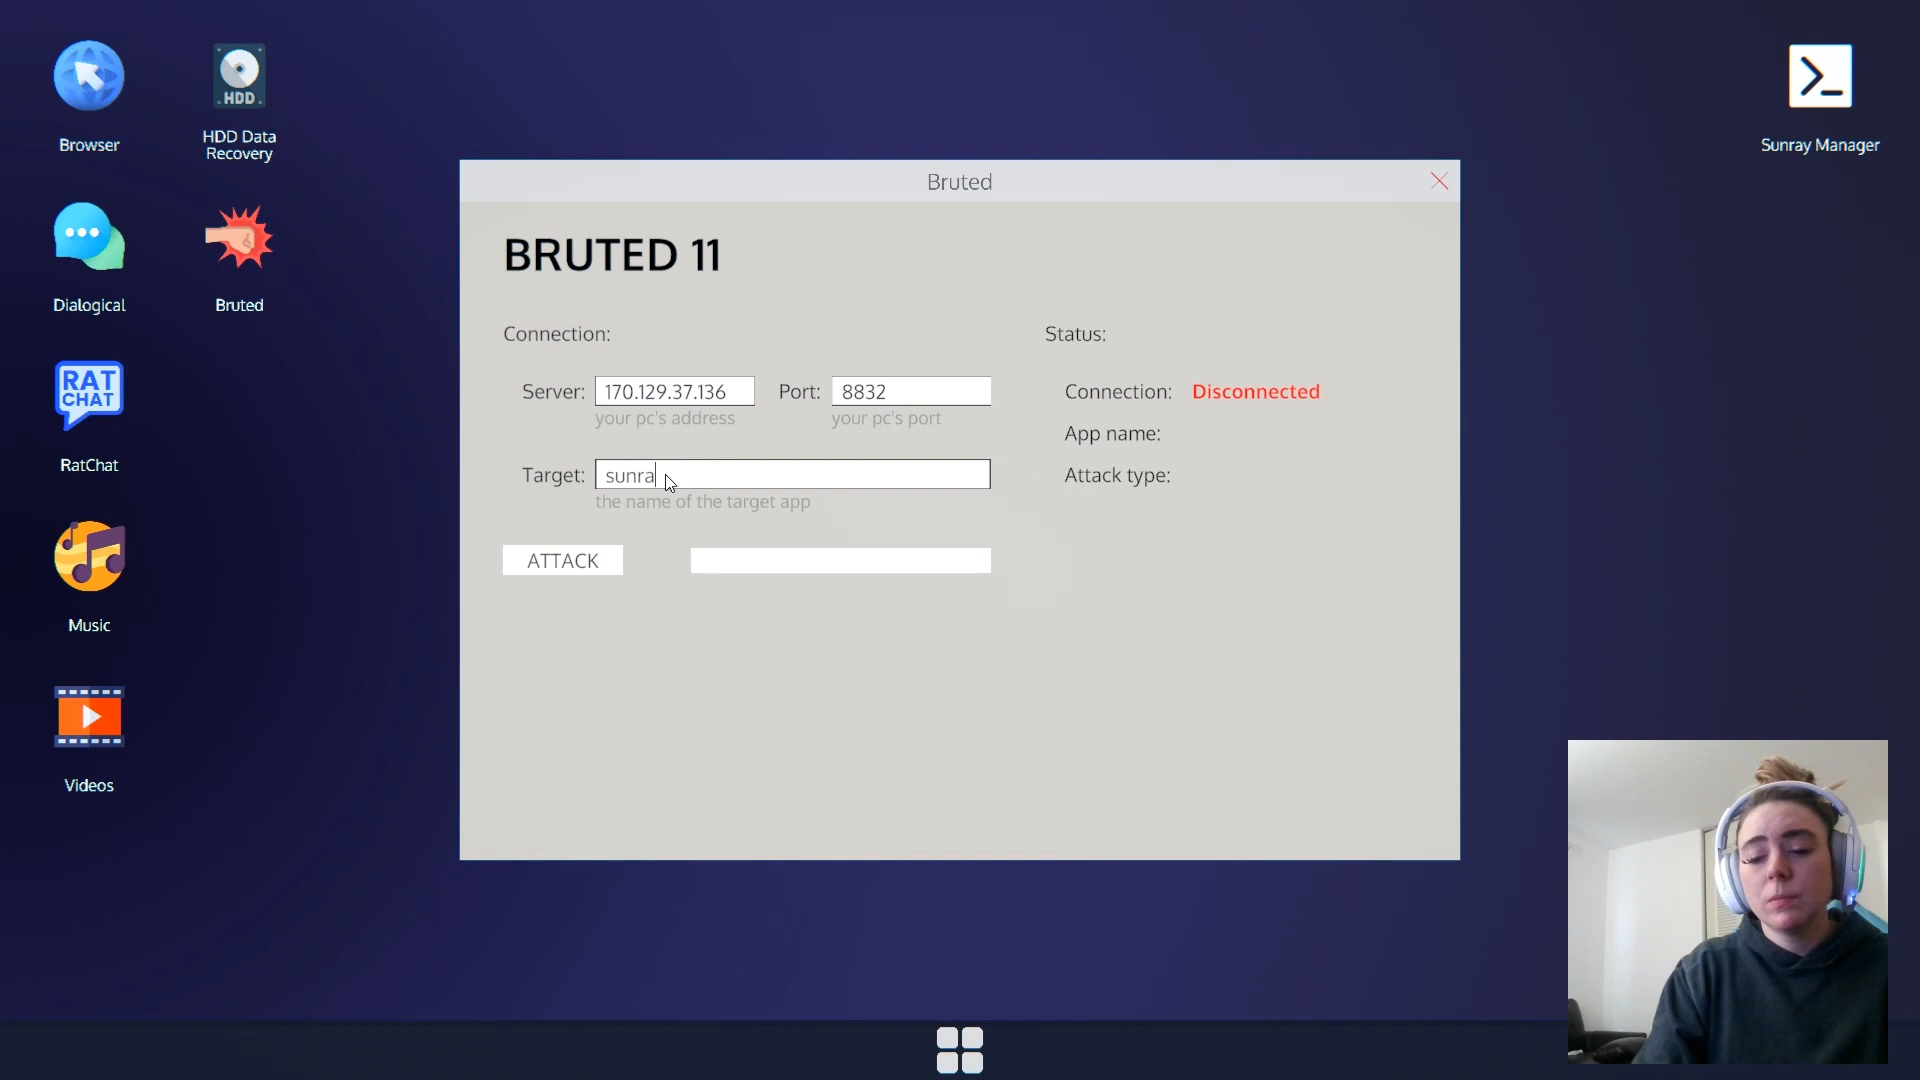 Browser
HDD
HDD Data
Recovery
Sunray Manager
Dialogical
Bruted
RAT
CHAT
RatChat
Music
Videos
Bruted
BRUTED 11
Connection:
Server: 170.129.37.136 Port: 8832
your pc's address your pc's port
Target: sunra
the name of the target app
ATTACK
Status:
Connection: Disconnected
App name:
Attack type: